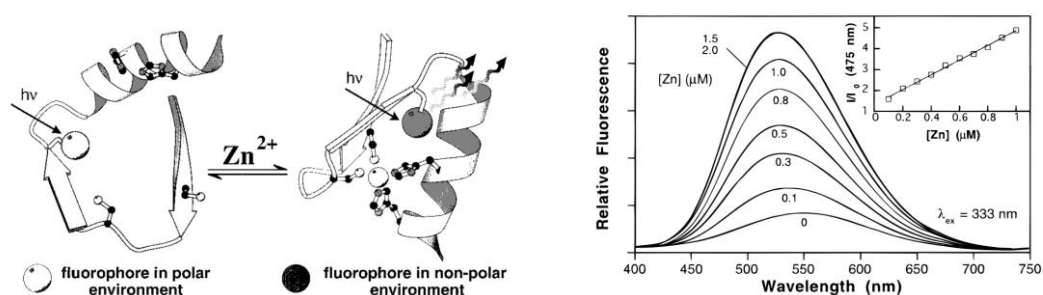 hν
hν
Zn2+
fluorophore in polar
environment
fluorophore in non-polar
environment
Relative Fluorescence
[Zn] (μM)
1.5
2.0
1.0
0.8
0.5
0.3
0.1
0
λex = 333 nm
400
450
500
550
600
650
700
750
Wavelength (nm)
I/I° (475 nm)
5
4
3
2
1
0.2
0.4
0.6
0.8
1
[Zn] (μM)